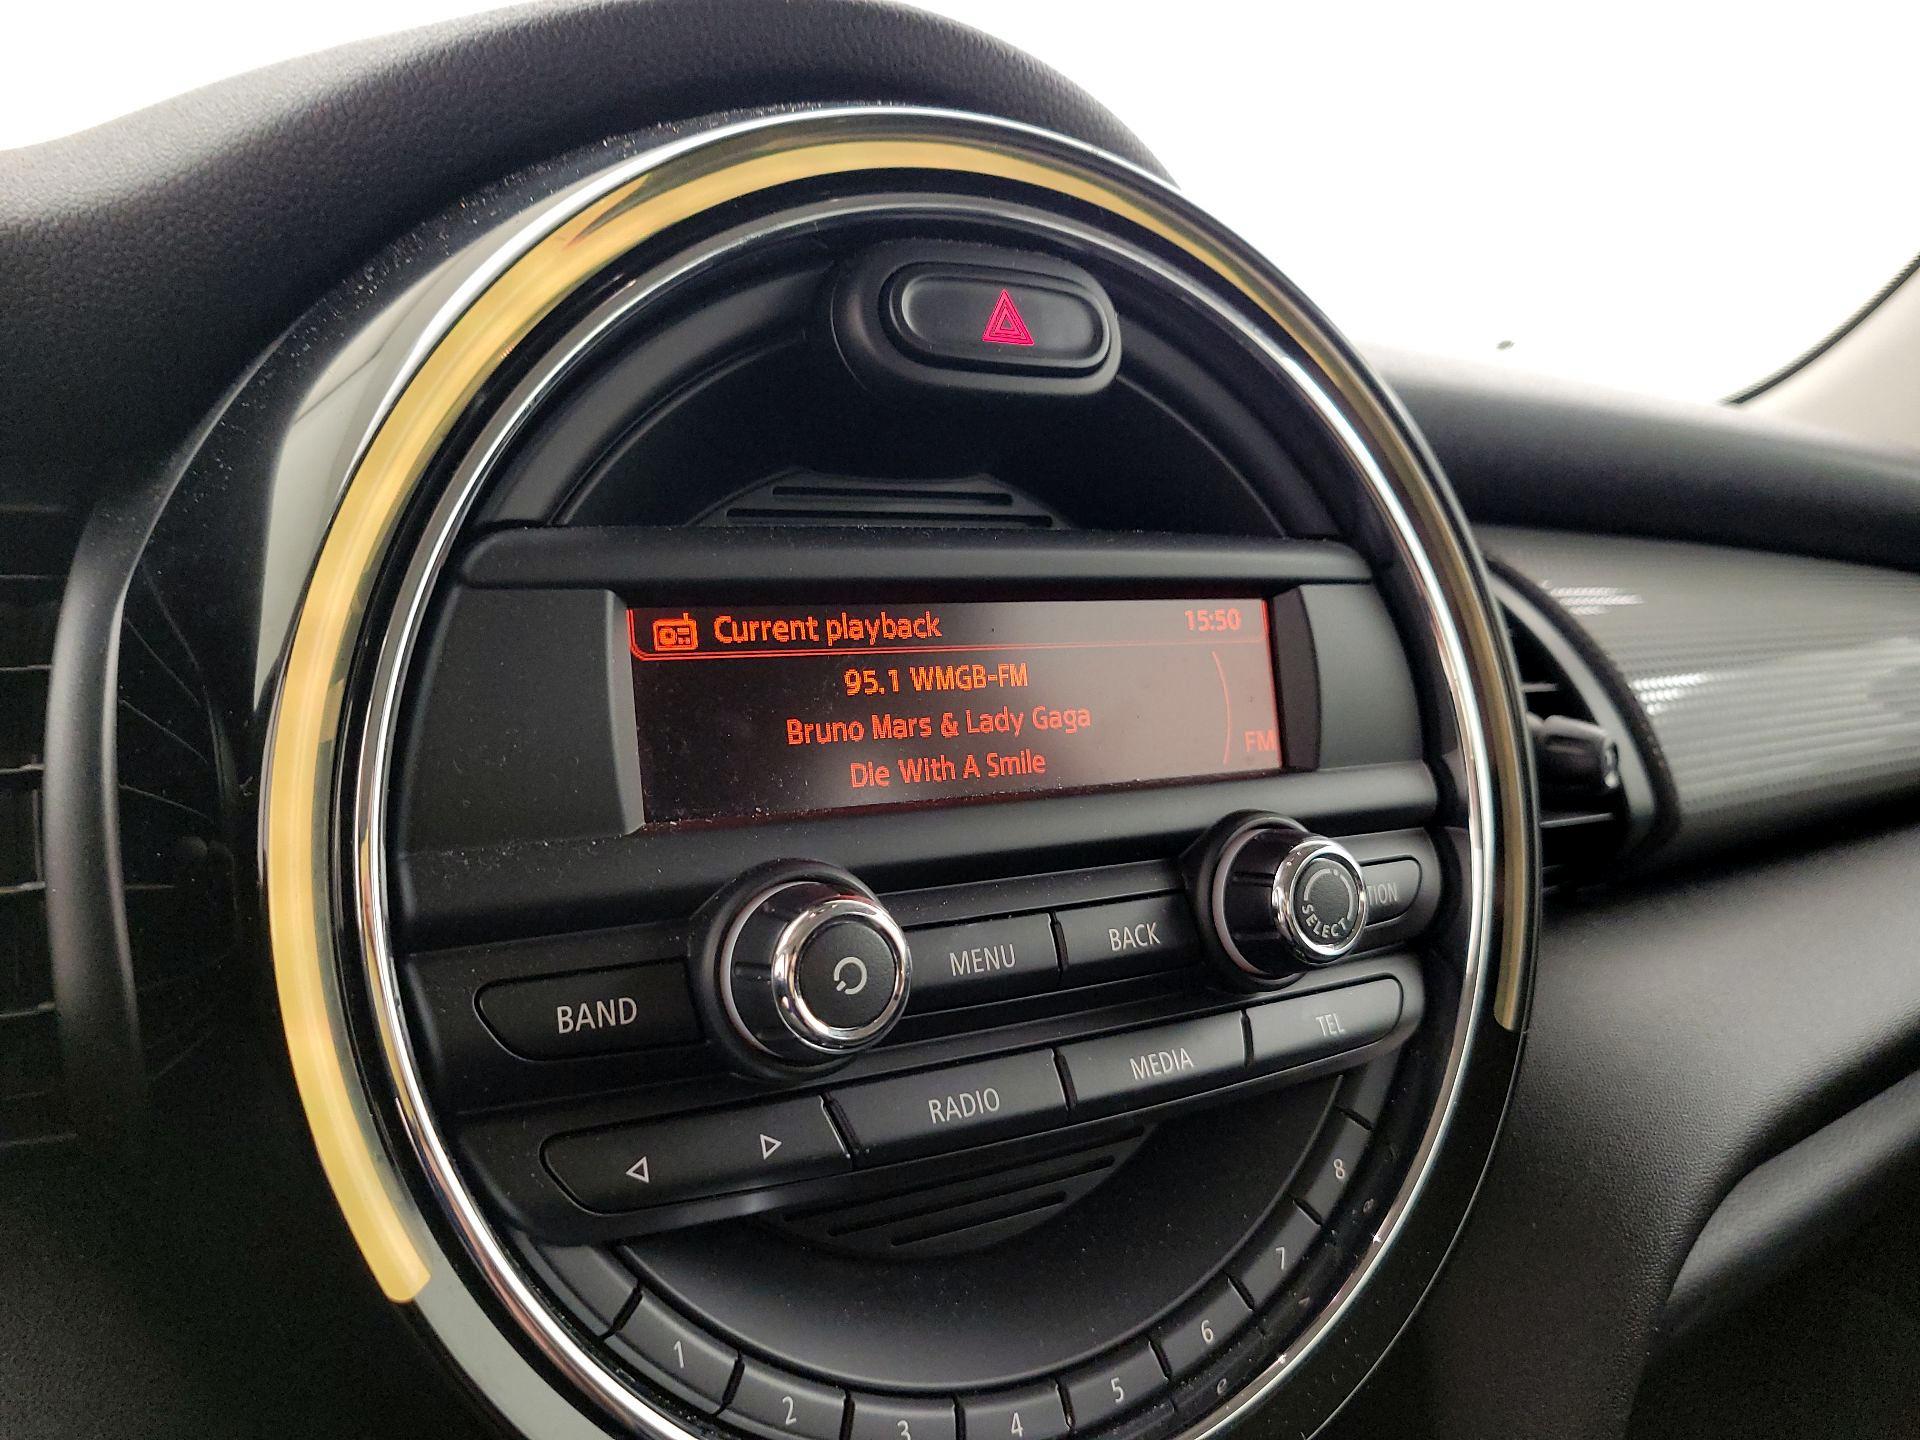 Current playback 15:50
95.1 WMGB-FM
Bruno Mars & Lady Gaga
FM
Die With A Smile
BAND
MENU
BACK
SELECT
TION
RADIO
MEDIA
TEL
1
2
3
4
5
6
7
8